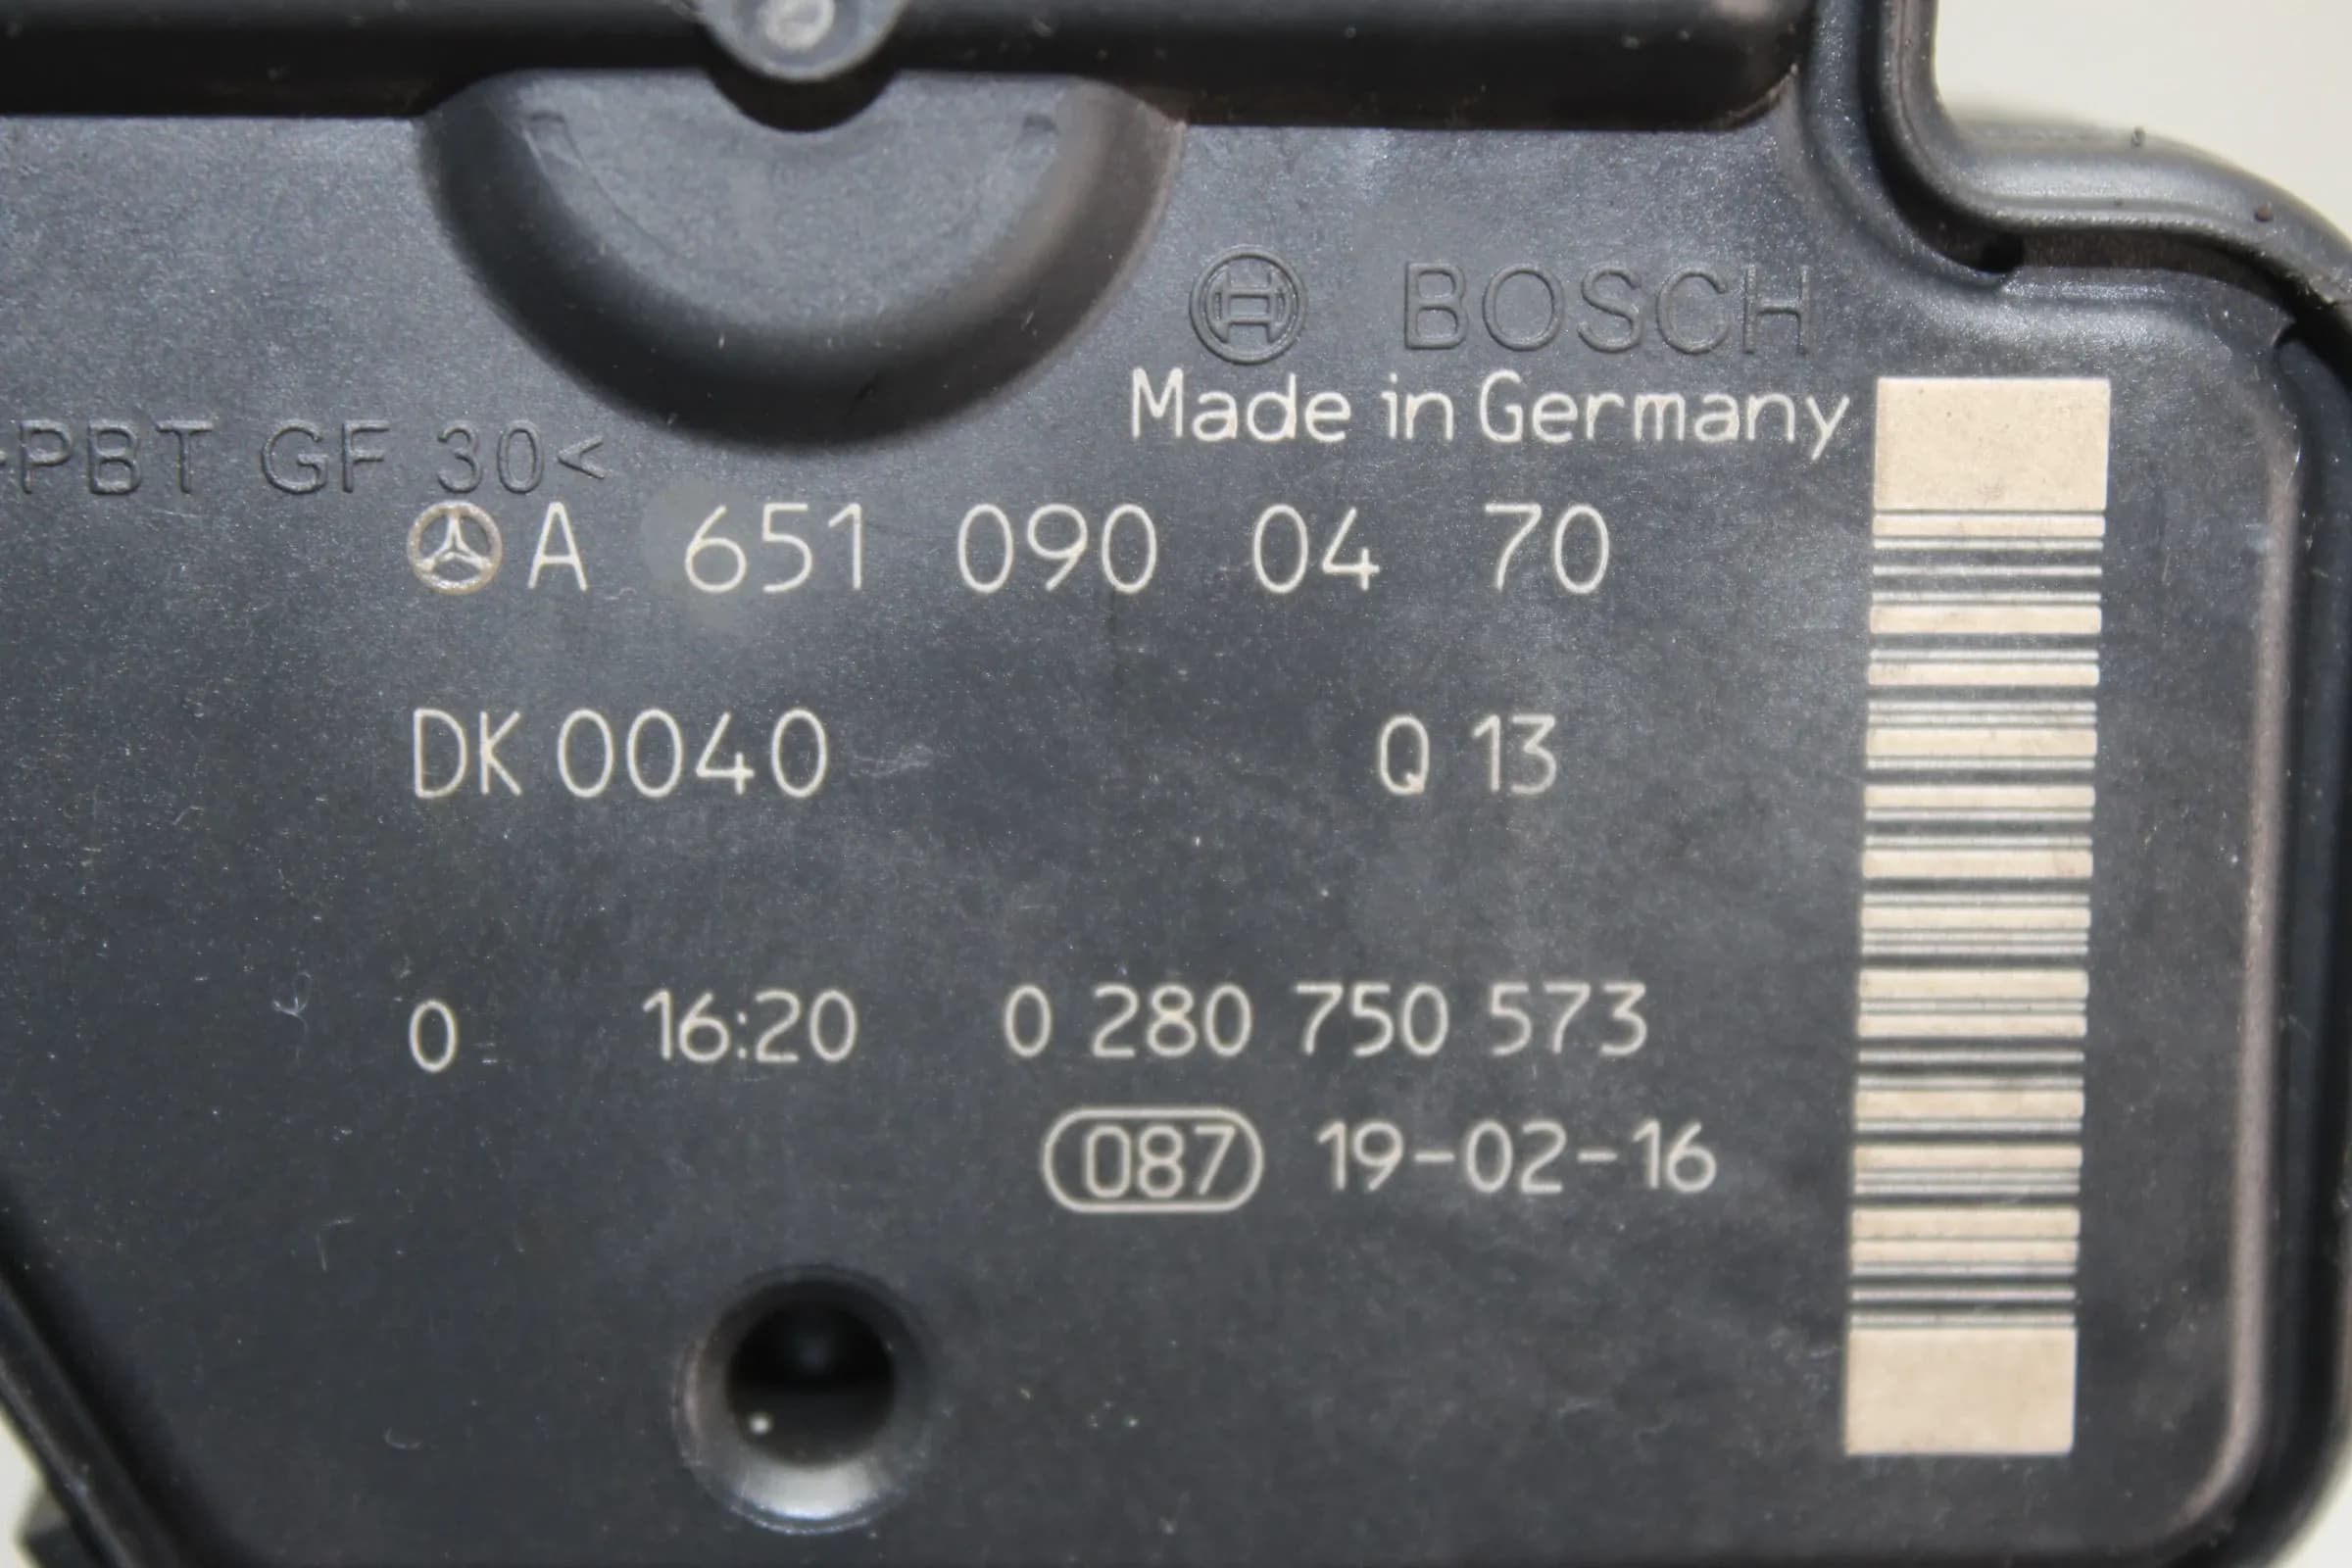 BOSCH
Made in Germany
PBT GF 30<
A 651 090 04 70
DK 0040 Q 13
0 16:20 0 280 750 573
087 19-02-16